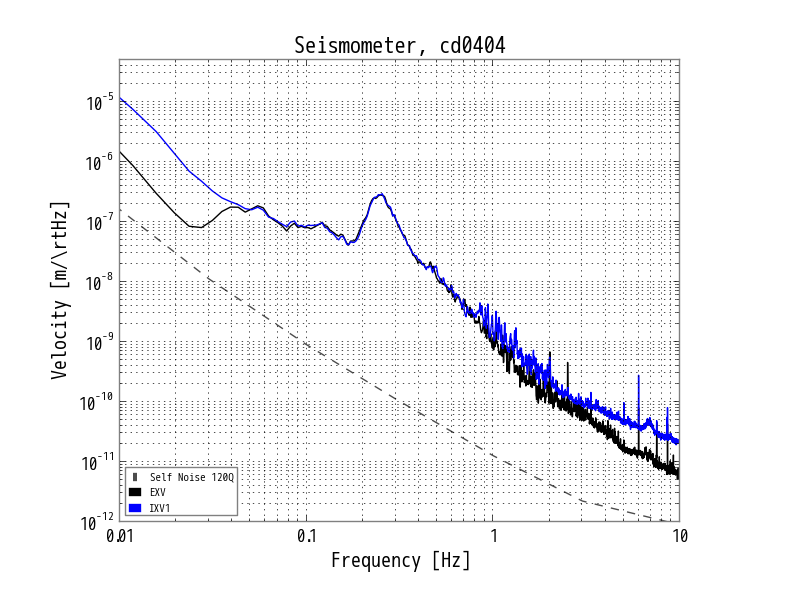 Seismometer, cd0404
Velocity [m/\rtHz]
10^-5
10^-6
10^-7
10^-8
10^-9
10^-10
10^-11
10^-12
Self Noise 120Q
EXV
IXV1
0.01
0.1
1
10
Frequency [Hz]